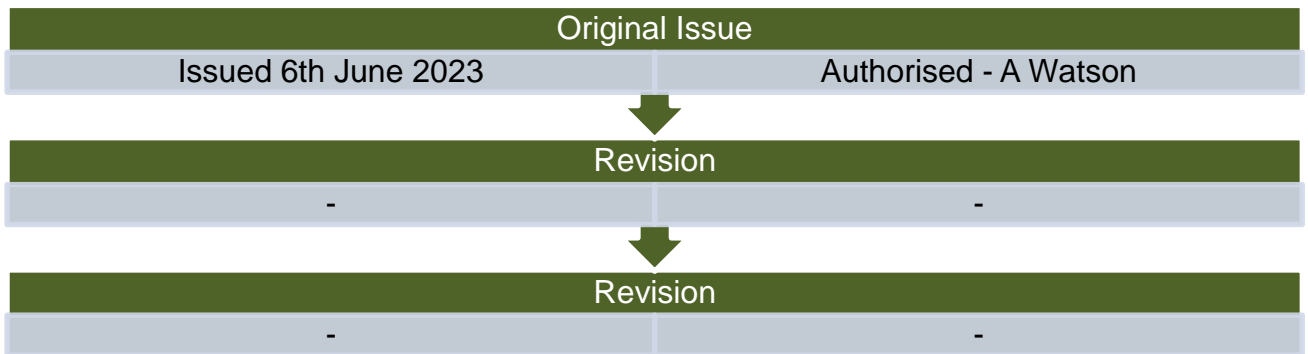 Original Issue
Issued 6th June 2023 Authorised - A Watson
Revision
- -
Revision
- -